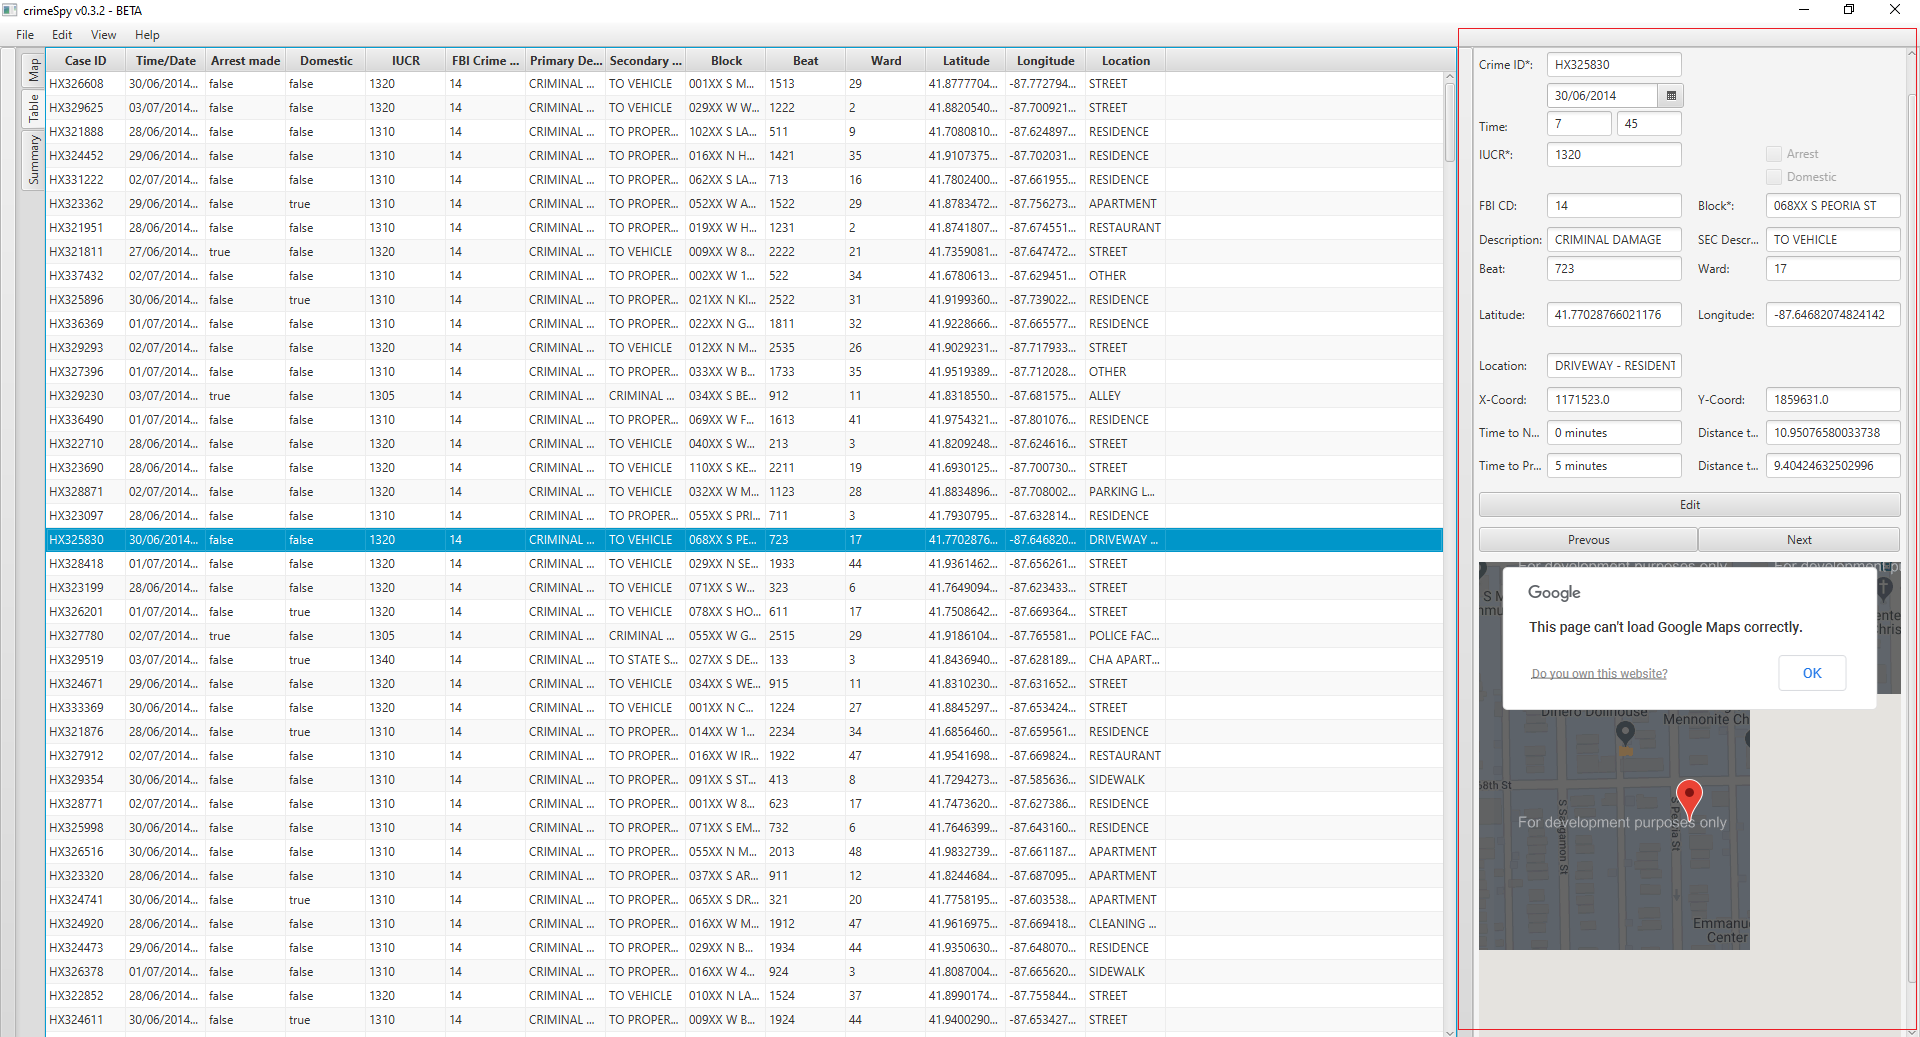 crimeSpy v0.3.2 - BETA
File Edit View Help
Map
Table
Summary
Case ID Time/Date Arrest made Domestic IUCR FBI Crime ... Primary De... Secondary ... Block Beat Ward Latitude Longitude Location
HX326608 30/06/2014... false false 1320 14 CRIMINAL ... TO VEHICLE 001XX S M... 1513 29 41.8777704... -87.772794... STREET
HX329625 03/07/2014... false false 1320 14 CRIMINAL ... TO VEHICLE 029XX W W... 1222 2 41.8820540... -87.700921... STREET
HX321888 28/06/2014... false false 1310 14 CRIMINAL ... TO PROPER... 102XX S LA... 511 9 41.7080810... -87.624897... RESIDENCE
HX324452 29/06/2014... false false 1310 14 CRIMINAL ... TO PROPER... 016XX N H... 1421 35 41.9107375... -87.702031... RESIDENCE
HX331222 02/07/2014... false false 1310 14 CRIMINAL ... TO PROPER... 062XX S LA... 713 16 41.7802400... -87.661955... RESIDENCE
HX323362 29/06/2014... false true 1310 14 CRIMINAL ... TO PROPER... 052XX W A... 1522 29 41.8783472... -87.756273... APARTMENT
HX321951 28/06/2014... false false 1310 14 CRIMINAL ... TO PROPER... 019XX W H... 1231 2 41.8741807... -87.674551... RESTAURANT
HX321811 27/06/2014... true false 1320 14 CRIMINAL ... TO VEHICLE 009XX W 8... 2222 21 41.7359081... -87.647472... STREET
HX337432 02/07/2014... false false 1310 14 CRIMINAL ... TO PROPER... 002XX W 1... 522 34 41.6780613... -87.629451... OTHER
HX325896 30/06/2014... false true 1310 14 CRIMINAL ... TO PROPER... 021XX N KI... 2522 31 41.9199360... -87.739022... RESIDENCE
HX336369 01/07/2014... false false 1310 14 CRIMINAL ... TO PROPER... 022XX N G... 1811 32 41.9228666... -87.665577... RESIDENCE
HX329293 02/07/2014... false false 1320 14 CRIMINAL ... TO VEHICLE 012XX N M... 2535 26 41.9029231... -87.717933... STREET
HX327396 01/07/2014... false false 1310 14 CRIMINAL ... TO PROPER... 033XX W B... 1733 35 41.9519389... -87.712028... OTHER
HX329230 03/07/2014... true false 1305 14 CRIMINAL ... CRIMINAL ... 034XX S BE... 912 11 41.8318550... -87.681575... ALLEY
HX336490 01/07/2014... false false 1310 14 CRIMINAL ... TO PROPER... 069XX W F... 1613 41 41.9754321... -87.801076... RESIDENCE
HX322710 28/06/2014... false false 1320 14 CRIMINAL ... TO VEHICLE 040XX S W... 213 3 41.8209248... -87.624616... STREET
HX323690 28/06/2014... false false 1320 14 CRIMINAL ... TO VEHICLE 110XX S KE... 2211 19 41.6930125... -87.700730... STREET
HX328871 02/07/2014... false false 1320 14 CRIMINAL ... TO VEHICLE 032XX W M... 1123 28 41.8834896... -87.708002... PARKING L...
HX323097 28/06/2014... false false 1310 14 CRIMINAL ... TO PROPER... 055XX S PRI... 711 3 41.7930795... -87.632814... RESIDENCE
HX325830 30/06/2014... false false 1320 14 CRIMINAL ... TO VEHICLE 068XX S PE... 723 17 41.7702876... -87.646820... DRIVEWAY ...
HX328418 01/07/2014... false false 1320 14 CRIMINAL ... TO VEHICLE 029XX N SE... 1933 44 41.9361462... -87.656261... STREET
HX323199 28/06/2014... false false 1320 14 CRIMINAL ... TO VEHICLE 071XX S W... 323 6 41.7649094... -87.623433... STREET
HX326201 01/07/2014... false true 1320 14 CRIMINAL ... TO VEHICLE 078XX S HO... 611 17 41.7508642... -87.669364... STREET
HX327780 02/07/2014... true false 1305 14 CRIMINAL ... CRIMINAL ... 055XX W G... 2515 29 41.9186104... -87.765581... POLICE FAC...
HX329519 03/07/2014... false true 1340 14 CRIMINAL ... TO STATE S... 027XX S DE... 133 3 41.8436940... -87.628189... CHA APART...
HX324671 29/06/2014... false false 1320 14 CRIMINAL ... TO VEHICLE 034XX S WE... 915 11 41.8310230... -87.631652... STREET
HX333369 30/06/2014... false false 1320 14 CRIMINAL ... TO VEHICLE 001XX N C... 1224 27 41.8845297... -87.653424... STREET
HX321876 28/06/2014... false true 1310 14 CRIMINAL ... TO PROPER... 014XX W 1... 2234 34 41.6856460... -87.659561... RESIDENCE
HX327912 02/07/2014... false false 1310 14 CRIMINAL ... TO PROPER... 016XX W IR... 1922 47 41.9541698... -87.669824... RESTAURANT
HX329354 30/06/2014... false false 1310 14 CRIMINAL ... TO PROPER... 091XX S ST... 413 8 41.7294273... -87.585636... SIDEWALK
HX328771 02/07/2014... false false 1310 14 CRIMINAL ... TO PROPER... 001XX W 8... 623 17 41.7473620... -87.627386... RESIDENCE
HX325998 30/06/2014... false false 1310 14 CRIMINAL ... TO PROPER... 071XX S EM... 732 6 41.7646399... -87.643160... RESIDENCE
HX326516 30/06/2014... false false 1310 14 CRIMINAL ... TO PROPER... 055XX N M... 2013 48 41.9832739... -87.661187... APARTMENT
HX323320 28/06/2014... false false 1310 14 CRIMINAL ... TO PROPER... 037XX S AR... 911 12 41.8244684... -87.687095... APARTMENT
HX324741 30/06/2014... false true 1310 14 CRIMINAL ... TO PROPER... 065XX S DR... 321 20 41.7758195... -87.603538... APARTMENT
HX324920 28/06/2014... false false 1310 14 CRIMINAL ... TO PROPER... 016XX W M... 1912 47 41.9616975... -87.669418... CLEANING ...
HX324473 29/06/2014... false false 1310 14 CRIMINAL ... TO PROPER... 029XX N B... 1934 44 41.9350630... -87.648070... RESIDENCE
HX326378 01/07/2014... false false 1310 14 CRIMINAL ... TO PROPER... 016XX W 4... 924 3 41.8087004... -87.665620... SIDEWALK
HX322852 28/06/2014... false false 1320 14 CRIMINAL ... TO VEHICLE 010XX N LA... 1524 37 41.8990174... -87.755844... STREET
HX324611 30/06/2014... false true 1310 14 CRIMINAL ... TO PROPER... 009XX W B... 1924 44 41.9400290... -87.653427... STREET
Crime ID*: HX325830
30/06/2014
Time: 7 45
IUCR*: 1320 Arrest
Domestic
FBI CD: 14 Block*: 068XX S PEORIA ST
Description: CRIMINAL DAMAGE SEC Descr... TO VEHICLE
Beat: 723 Ward: 17
Latitude: 41.77028766021176 Longitude: -87.64682074824142
Location: DRIVEWAY - RESIDENT
X-Coord: 1171523.0 Y-Coord: 1859631.0
Time to N... 0 minutes Distance t... 10.95076580033738
Time to Pr... 5 minutes Distance t... 9.40424632502996
Edit
Prevous Next
For development purposes only
Google
This page can't load Google Maps correctly.
Do you own this website? OK
Dinero Dollhouse
Mennonite Ch
58th St
S Sangamon St
S Peoria St
For development purposes only
Emmanu
Center